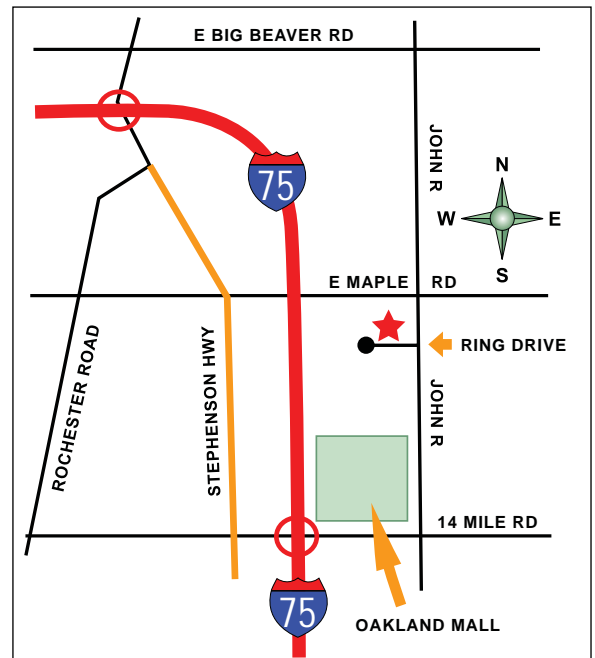 E BIG BEAVER RD
JOHN R
75
N
W
E
S
E MAPLE RD
RING DRIVE
ROCHESTER ROAD
STEPHENSON HWY
JOHN R
14 MILE RD
75
OAKLAND MALL